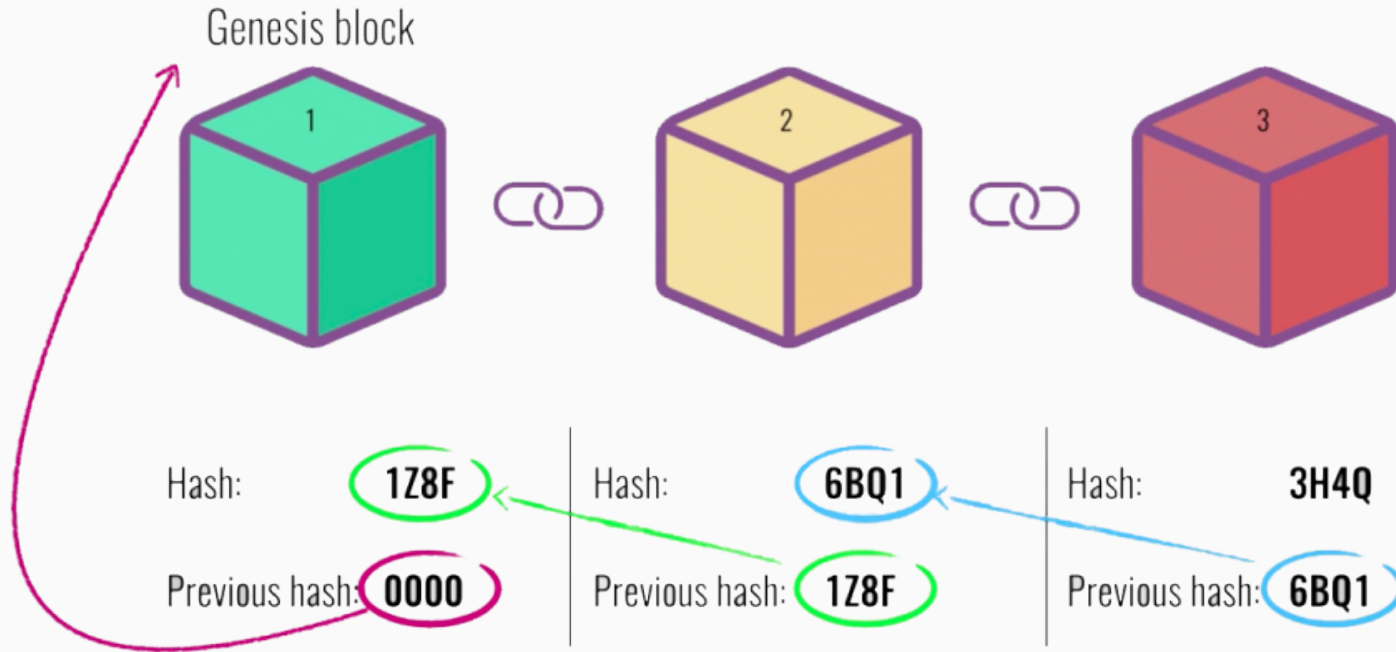 Genesis block
1
2
3
Hash: 1Z8F
Previous hash: 0000
Hash: 6BQ1
Previous hash: 1Z8F
Hash: 3H4Q
Previous hash: 6BQ1